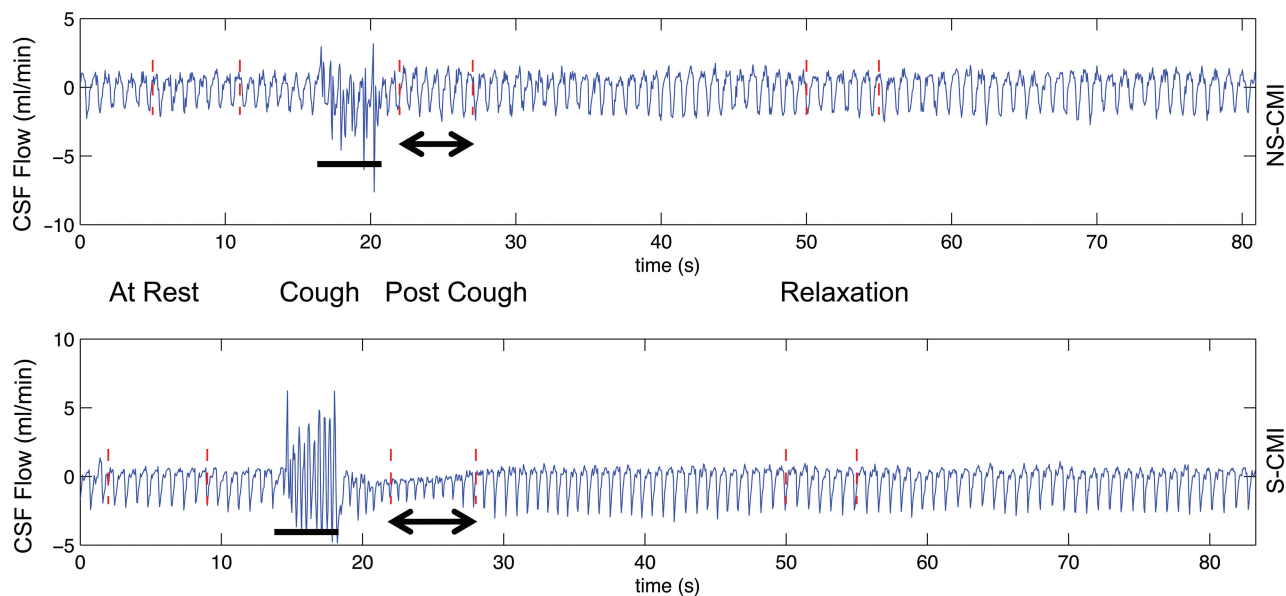 CSF Flow (ml/min)
5
0
−5
−10
0 10 20 30 40 50 60 70 80
time (s)
NS-CMI
At Rest Cough Post Cough Relaxation
CSF Flow (ml/min)
10
5
0
−5
0 10 20 30 40 50 60 70 80
time (s)
S-CMI